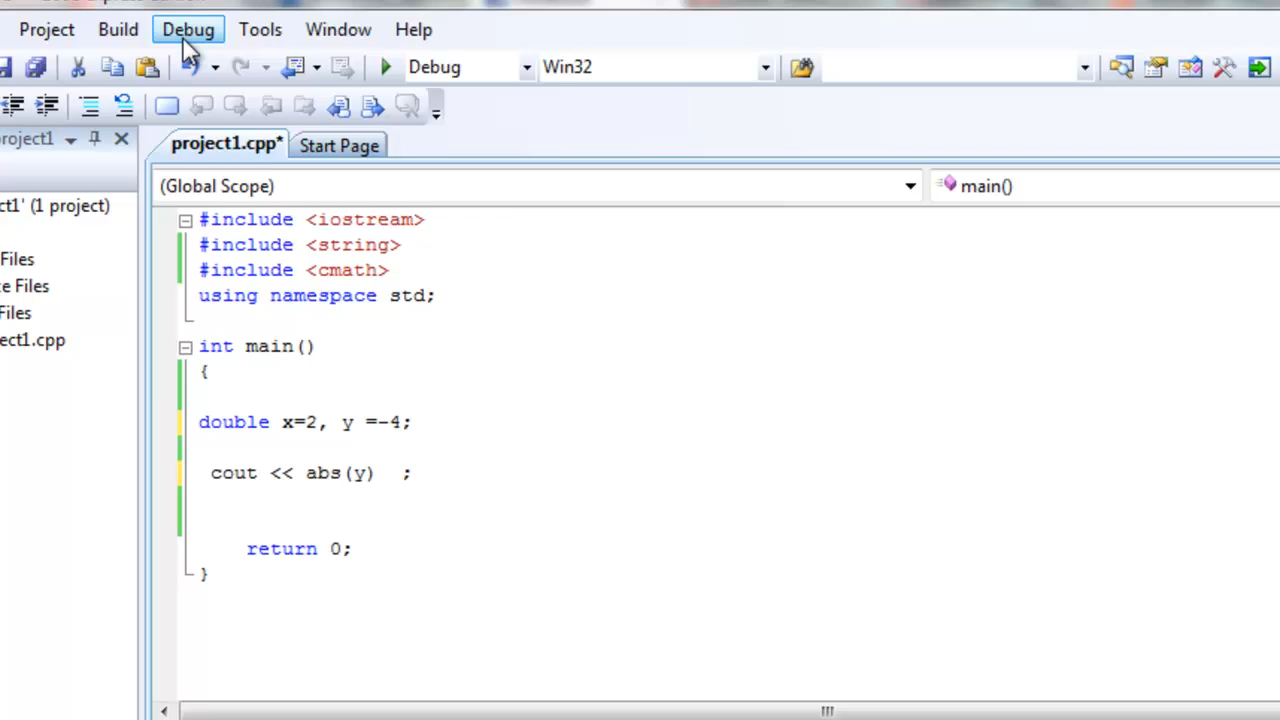 Project Build Debug Tools Window Help
Debug Win32
project1
project1.cpp* Start Page
(Global Scope) main()
ct1' (1 project)
#include <iostream>
#include <string>
Files
#include <cmath>
e Files
using namespace std;
Files
ect1.cpp
int main()
{
double x=2, y =-4;
cout << abs(y) ;
return 0;
}